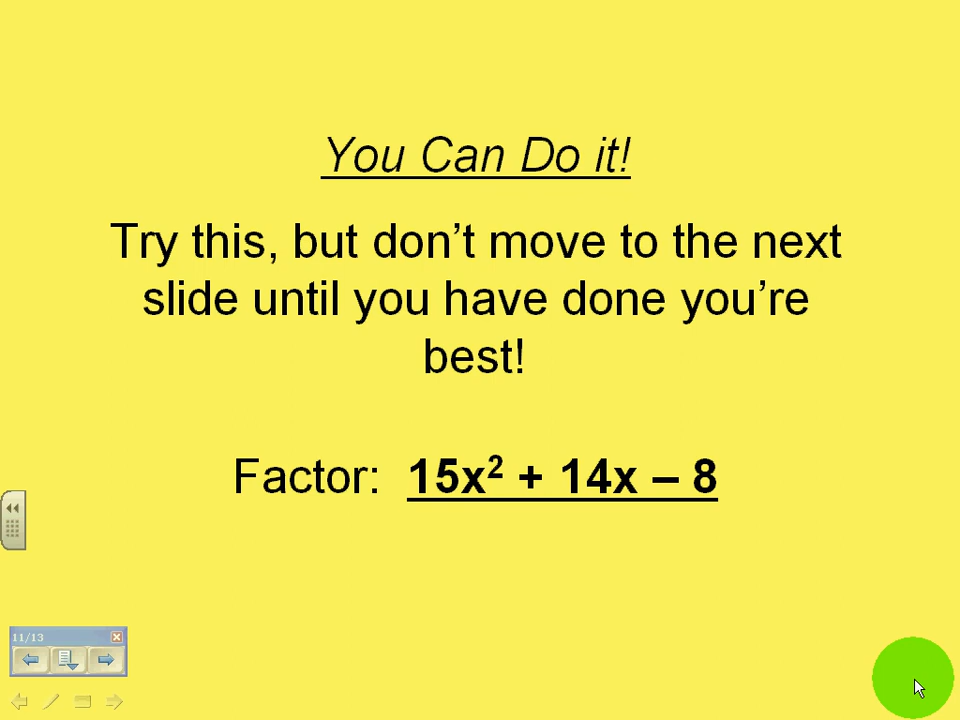 You Can Do it!
Try this, but don’t move to the next
slide until you have done you’re
best!
Factor: 15x² + 14x – 8
11/13